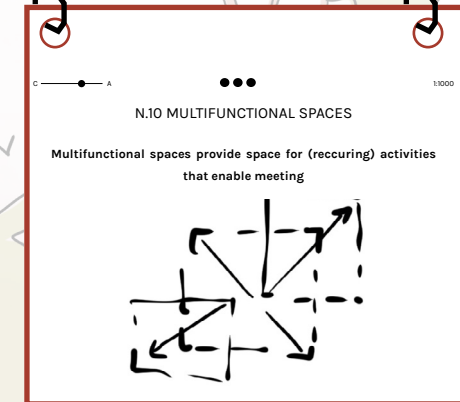 C A 1:1000
N.10 MULTIFUNCTIONAL SPACES
Multifunctional spaces provide space for (reccuring) activities
that enable meeting